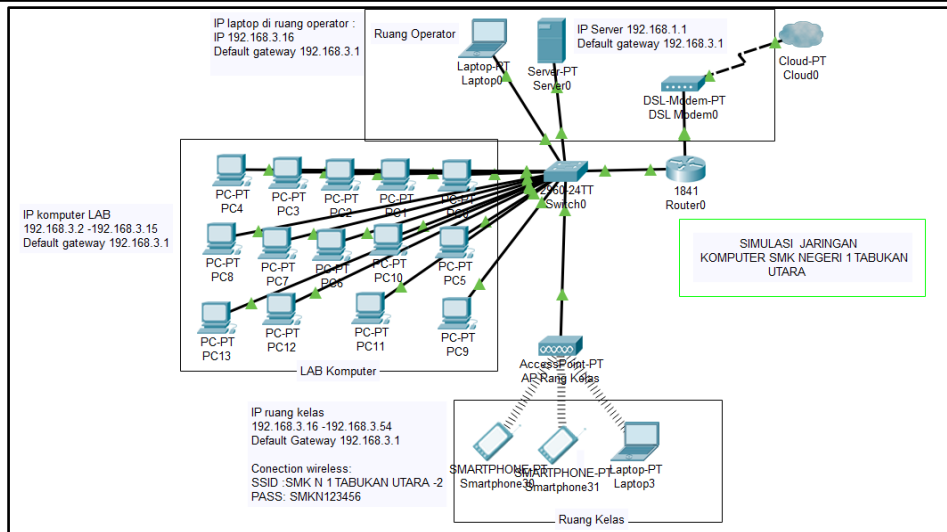 IP laptop di ruang operator :
IP 192.168.3.16
Default gateway 192.168.3.1
Ruang Operator
Laptop-PT
Laptop0
IP Server 192.168.1.1
Default gateway 192.168.3.1
Server-PT
Server0
Cloud-PT
Cloud0
DSL-Modem-PT
DSL Modem0
PC-PT
PC4
PC-PT
PC3
PC-PT
PC2
PC-PT
PC1
PC-PT
2960-24TT
Switch0
1841
Router0
IP komputer LAB
192.168.3.2 -192.168.3.15
Default gateway 192.168.3.1
PC-PT
PC8
PC-PT
PC7
PC-PT
PC6
PC-PT
PC10
PC-PT
PC5
SIMULASI JARINGAN
KOMPUTER SMK NEGERI 1 TABUKAN
UTARA
PC-PT
PC13
PC-PT
PC12
PC-PT
PC11
PC-PT
PC9
LAB Komputer
AccessPoint-PT
AP Rang Kelas
IP ruang kelas
192.168.3.16 -192.168.3.54
Default Gateway 192.168.3.1
Conection wireless:
SSID :SMK N 1 TABUKAN UTARA -2
PASS: SMKN123456
SMARTPHONE-PT
Smartphone30
SMARTPHONE-PT
Smartphone31
Laptop-PT
Laptop3
Ruang Kelas